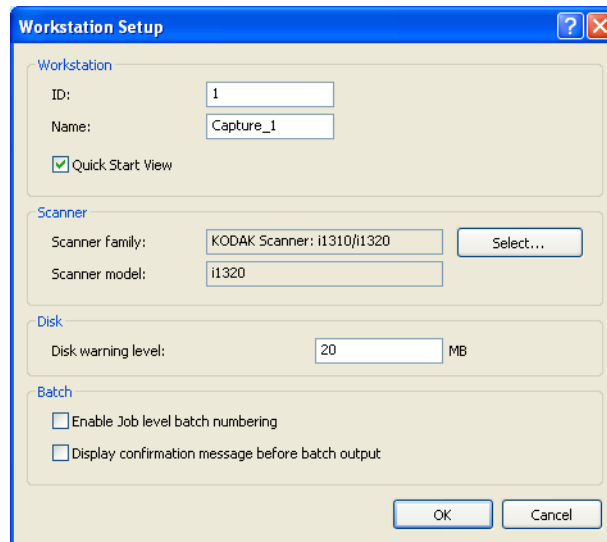 Workstation Setup
Workstation
ID: 1
Name: Capture_1
Quick Start View
Scanner
Scanner family: KODAK Scanner: i1310/i1320 Select...
Scanner model: i1320
Disk
Disk warning level: 20 MB
Batch
Enable Job level batch numbering
Display confirmation message before batch output
OK Cancel